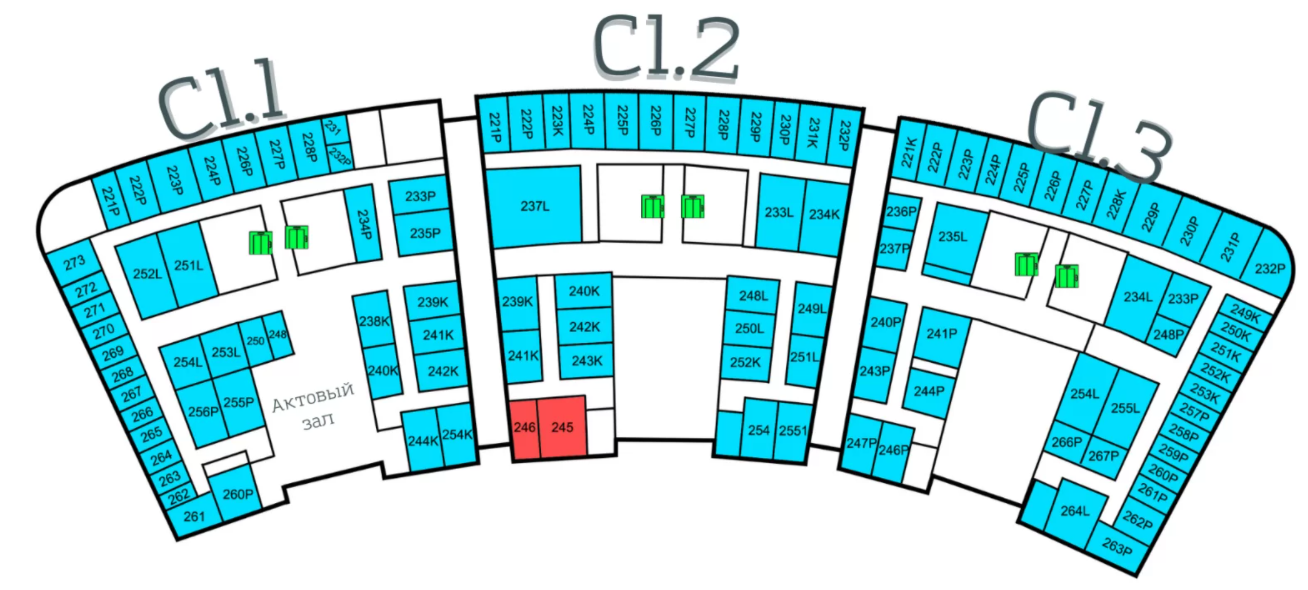 C1.1
C1.2
C1.3
221P
222P
223P
224P
226P
227P
228P
231
232P
233P
234P
235P
273
272
271
270
269
268
267
266
265
264
263
262
261
260P
252L
251L
254L
253L
250
248
256P
255P
Актовый
зал
238K
240K
239K
241K
242K
244K
254K
221P
222P
223K
224P
225P
226P
227P
228P
229P
230P
231K
232P
237L
233L
234K
239K
241K
240K
242K
243K
246
245
248L
250L
252K
249L
251L
254
2551
221K
222P
223P
224P
225P
226P
227P
228K
229P
230P
231P
232P
236P
237P
235L
234L
233P
248P
240P
243P
241P
244P
247P
246P
249K
250K
251K
252K
253K
257P
258P
259P
260P
261P
262P
263P
254L
255L
266P
267P
264L